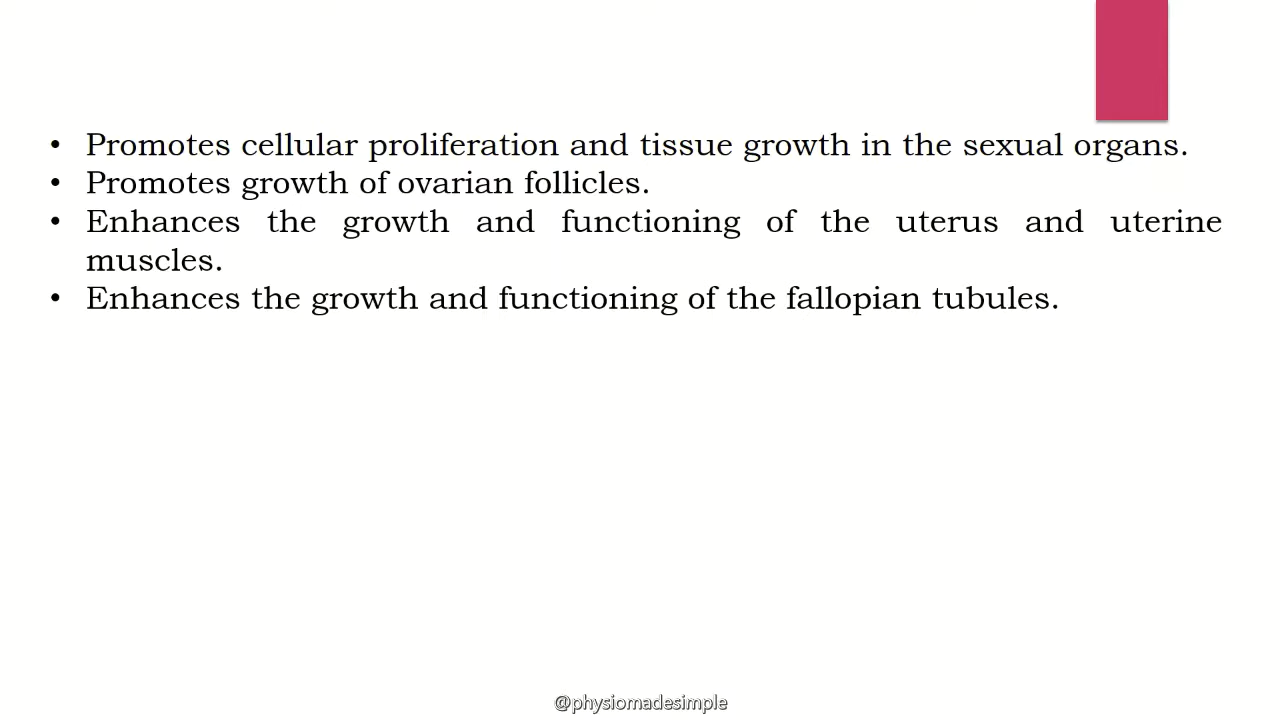 • Promotes cellular proliferation and tissue growth in the sexual organs.
• Promotes growth of ovarian follicles.
• Enhances the growth and functioning of the uterus and uterine
muscles.
• Enhances the growth and functioning of the fallopian tubules.
@physiomadesimple